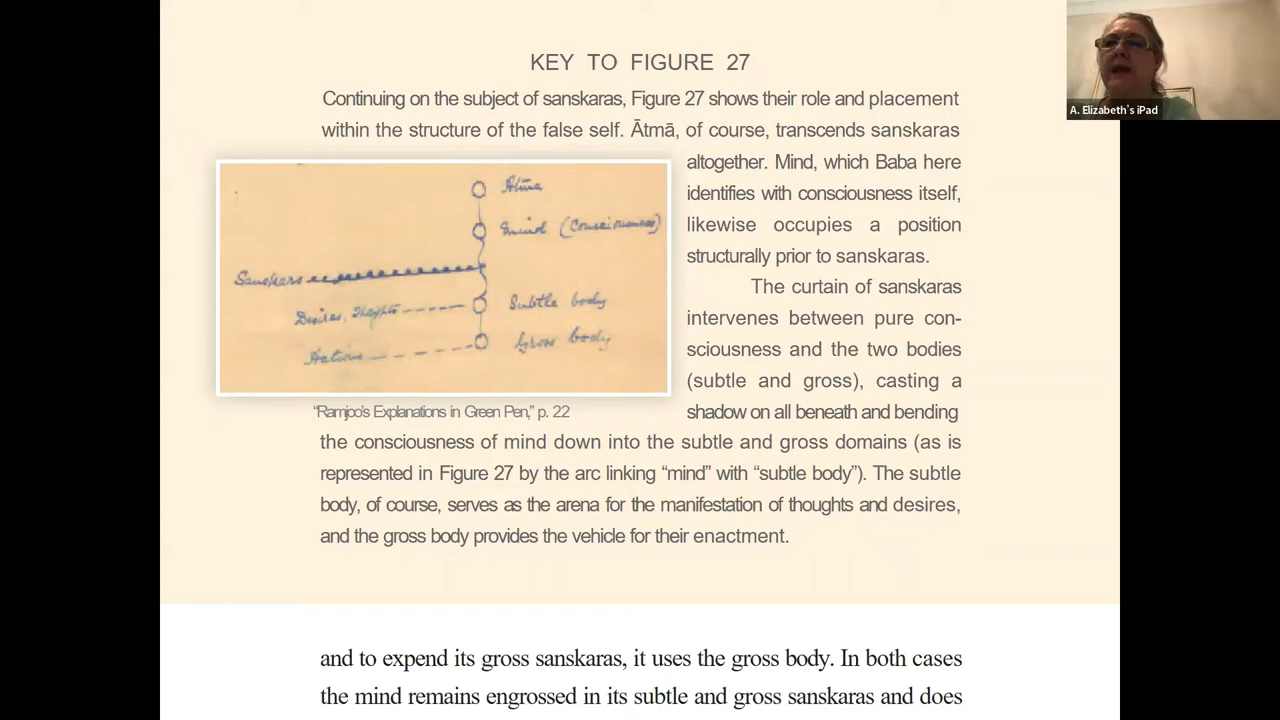 KEY TO FIGURE 27
Continuing on the subject of sanskaras, Figure 27 shows their role and placement
within the structure of the false self. Ātmā, of course, transcends sanskaras
altogether. Mind, which Baba here
identifies with consciousness itself,
likewise occupies a position
structurally prior to sanskaras.
The curtain of sanskaras
intervenes between pure con-
sciousness and the two bodies
(subtle and gross), casting a
shadow on all beneath and bending
the consciousness of mind down into the subtle and gross domains (as is
represented in Figure 27 by the arc linking “mind” with “subtle body”). The subtle
body, of course, serves as the arena for the manifestation of thoughts and desires,
and the gross body provides the vehicle for their enactment.
Atma
mind (Consciousness)
Sanskars
Desires, Thoughts
Subtle body
Actions
Gross body
“Ramjoo’s Explanations in Green Pen,” p. 22
and to expend its gross sanskaras, it uses the gross body. In both cases
the mind remains engrossed in its subtle and gross sanskaras and does
A. Elizabeth’s iPad